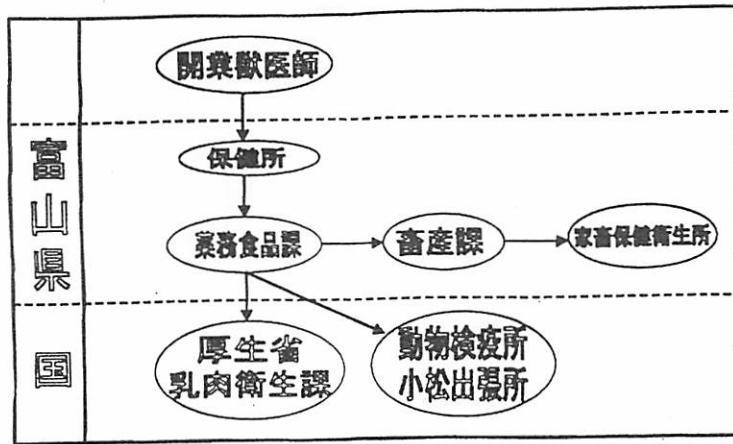 開業獣医師
富山県
保健所
薬務食品課
畜産課
家畜保健衛生所
国
厚生省
乳肉衛生課
動物検疫所
小松出張所